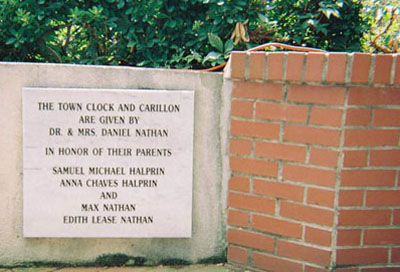 THE TOWN CLOCK AND CARILLON
ARE GIVEN BY
DR. & MRS. DANIEL NATHAN
IN HONOR OF THEIR PARENTS
SAMUEL MICHAEL HALPRIN
ANNA CHAVES HALPRIN
AND
MAX NATHAN
EDITH LEASE NATHAN